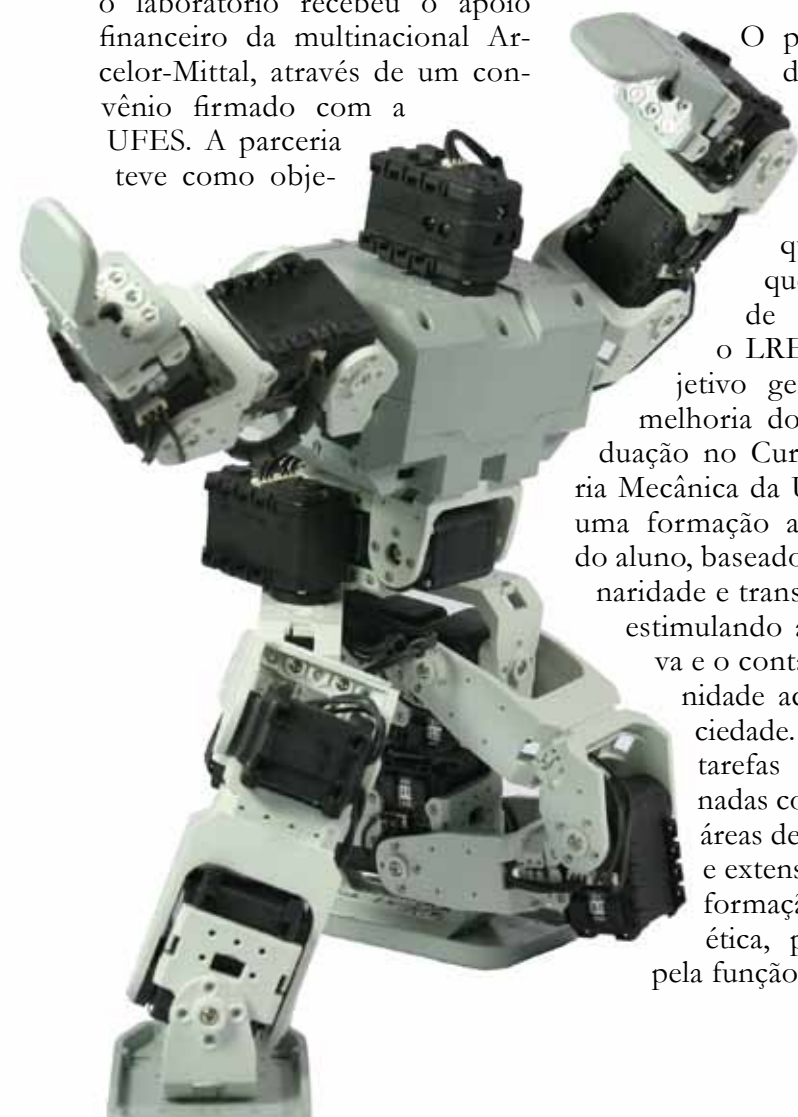 o laboratório recebeu o apoio
financeiro da multinacional Ar-
celor-Mittal, através de um con-
vênio firmado com a
UFES. A parceria
teve como obje-
O p
d
qu
que
de
o LRE
jetivo ge
melhoria do
duação no Cur
ria Mecânica da U
uma formação a
do aluno, baseado
naridade e trans
estimulando a
va e o conta
nidade ac
ciedade.
tarefas
nadas co
áreas de
e extens
formaçã
ética, p
pela função